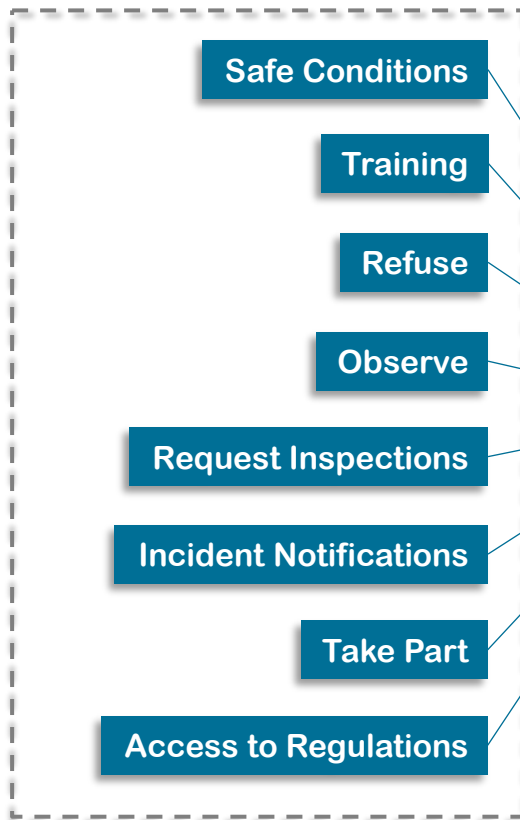 Safe Conditions
Training
Refuse
Observe
Request Inspections
Incident Notifications
Take Part
Access to Regulations